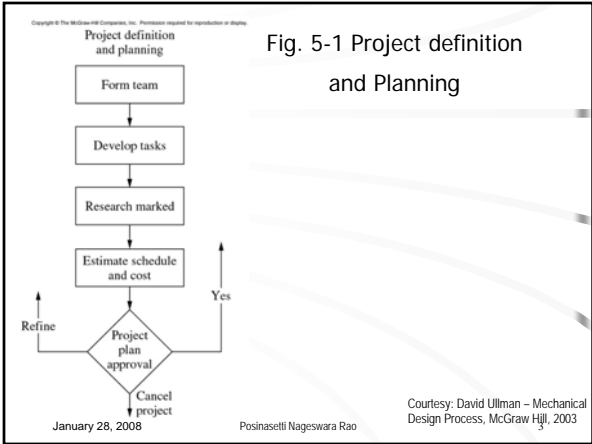 Copyright © The McGraw-Hill Companies, Inc. Permission required for reproduction or display.
Project definition
and planning
Fig. 5-1 Project definition
and Planning
Form team
Develop tasks
Research marked
Estimate schedule
and cost
Yes
Refine
Project
plan
approval
Cancel
project
Courtesy: David Ullman – Mechanical
Design Process, McGraw Hill, 2003
January 28, 2008
Posinasetti Nageswara Rao
3